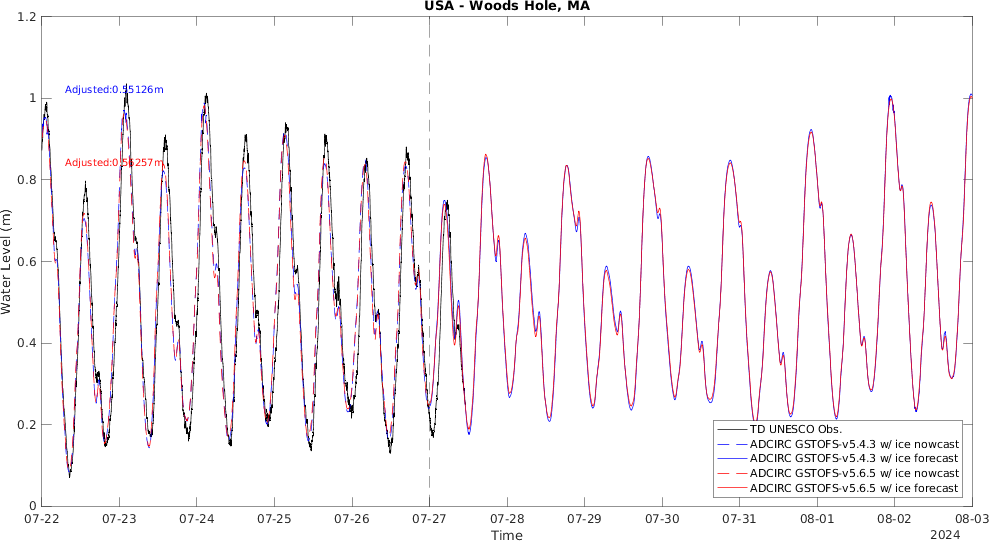 USA - Woods Hole, MA
1.2
1
0.8
0.6
0.4
0.2
0
Water Level (m)
Adjusted:0.55126m
Adjusted:0.56257m
TD UNESCO Obs.
ADCIRC GSTOFS-v5.4.3 w/ ice nowcast
ADCIRC GSTOFS-v5.4.3 w/ ice forecast
ADCIRC GSTOFS-v5.6.5 w/ ice nowcast
ADCIRC GSTOFS-v5.6.5 w/ ice forecast
07-22 07-23 07-24 07-25 07-26 07-27 07-28 07-29 07-30 07-31 08-01 08-02 08-03
Time
2024